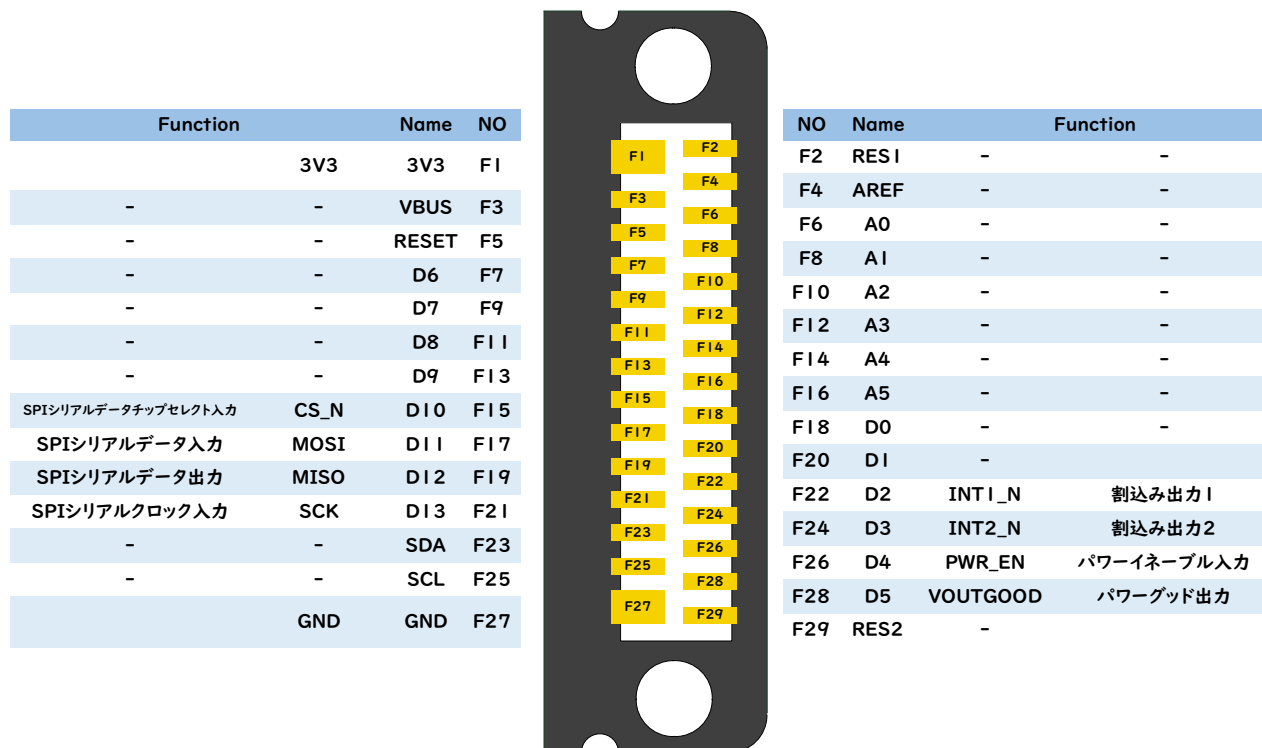 Function Name NO
3V3 3V3 F1
- - VBUS F3
- - RESET F5
- - D6 F7
- - D7 F9
- - D8 F11
- - D9 F13
SPIシリアルデータチップセレクト入力 CS_N D10 F15
SPIシリアルデータ入力 MOSI D11 F17
SPIシリアルデータ出力 MISO D12 F19
SPIシリアルクロック入力 SCK D13 F21
- - SDA F23
- - SCL F25
GND GND F27
F1
F2
F3
F4
F5
F6
F7
F8
F9
F10
F11
F12
F13
F14
F15
F16
F17
F18
F19
F20
F21
F22
F23
F24
F25
F26
F27
F28
F29
NO Name Function
F2 RES1 - -
F4 AREF - -
F6 A0 - -
F8 A1 - -
F10 A2 - -
F12 A3 - -
F14 A4 - -
F16 A5 - -
F18 D0 - -
F20 D1 -
F22 D2 INT1_N 割込み出力1
F24 D3 INT2_N 割込み出力2
F26 D4 PWR_EN パワーイネーブル入力
F28 D5 VOUTGOOD パワーグッド出力
F29 RES2 -